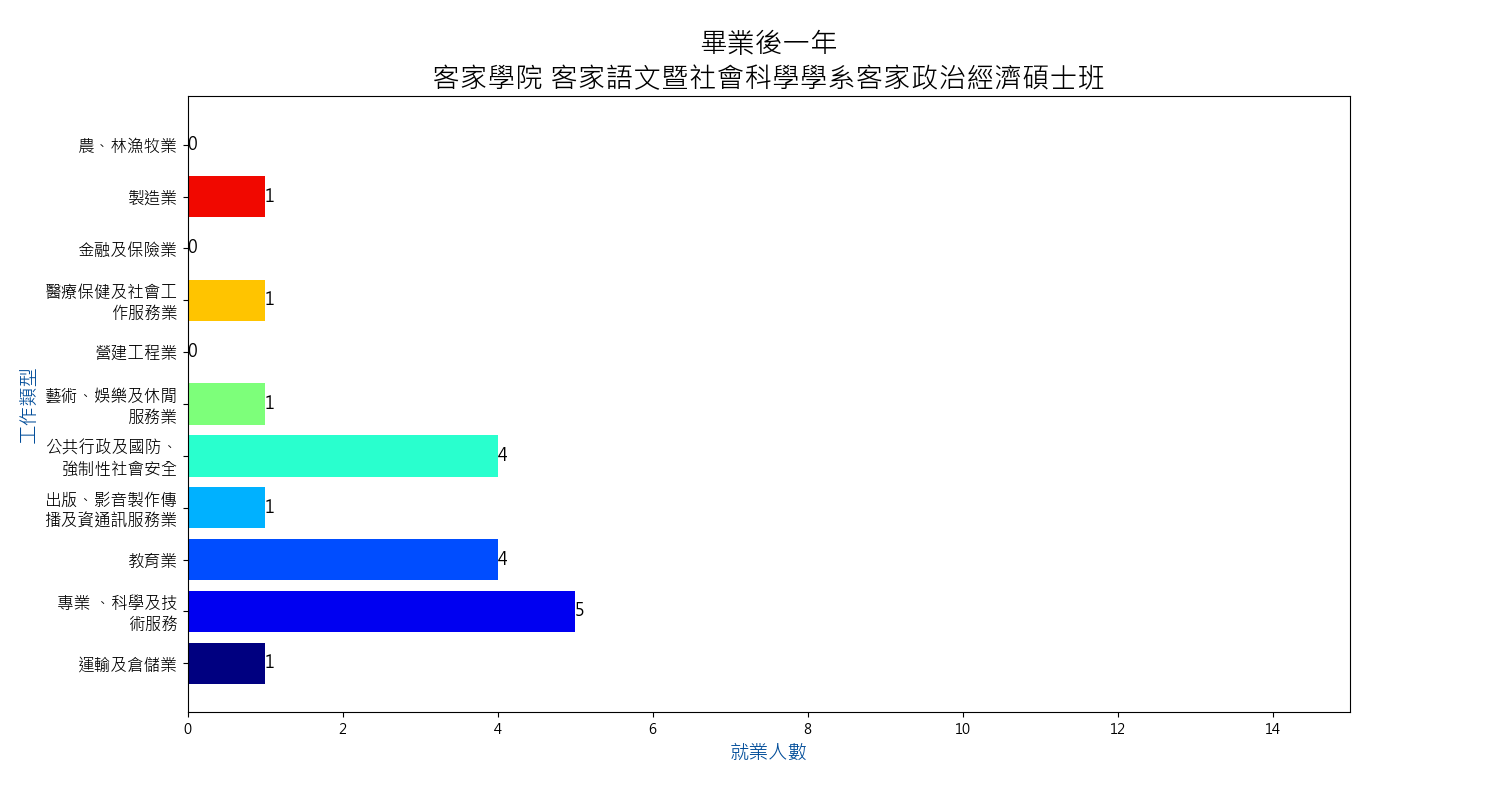 畢業後一年
客家學院 客家語文暨社會科學學系客家政治經濟碩士班
農、林漁牧業
0
製造業
1
金融及保險業
0
醫療保健及社會工
作服務業
1
營建工程業
0
藝術、娛樂及休閒
服務業
1
公共行政及國防、
強制性社會安全
4
出版、影音製作傳
播及資通訊服務業
1
教育業
4
專業 、科學及技
術服務
5
運輸及倉儲業
1
工作類型
0 2 4 6 8 10 12 14
就業人數